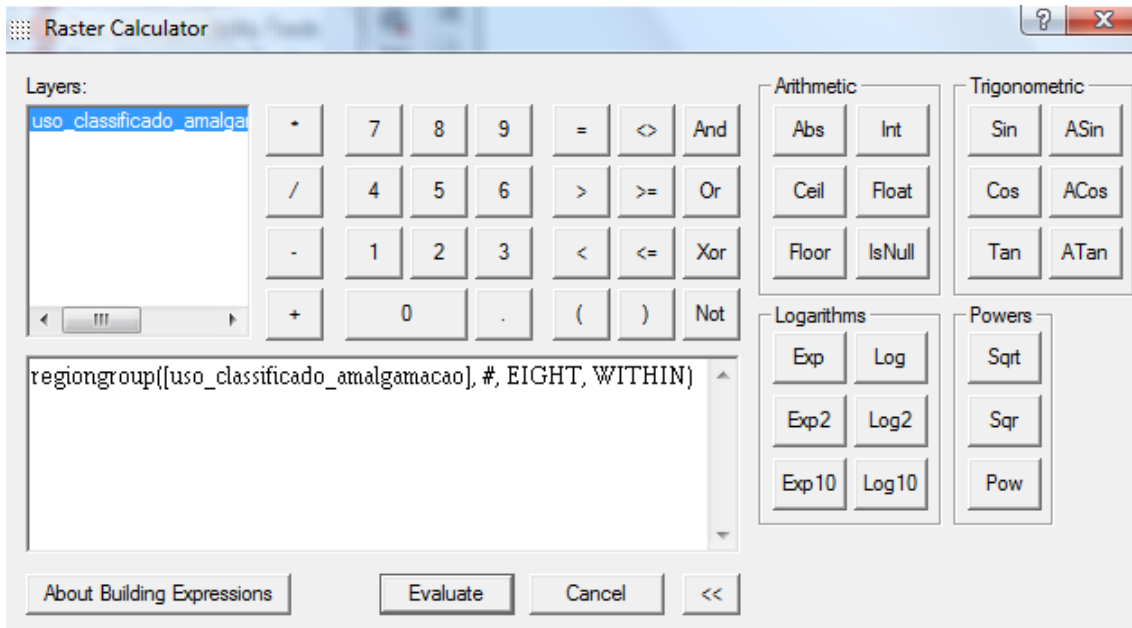 Raster Calculator
Layers:
Arithmetic
Trigonometric
uso_classificado_amalga
* 7 8 9 = <> And Abs Int Sin ASin
/ 4 5 6 > >= Or Ceil Float Cos ACos
- 1 2 3 < <= Xor Floor IsNull Tan ATan
+ 0 . ( ) Not
Logarithms
Powers
regiongroup([uso_classificado_amalgamacao], #, EIGHT, WITHIN)
Exp Log Sqrt
Exp2 Log2 Sqr
Exp10 Log10 Pow
About Building Expressions Evaluate Cancel <<